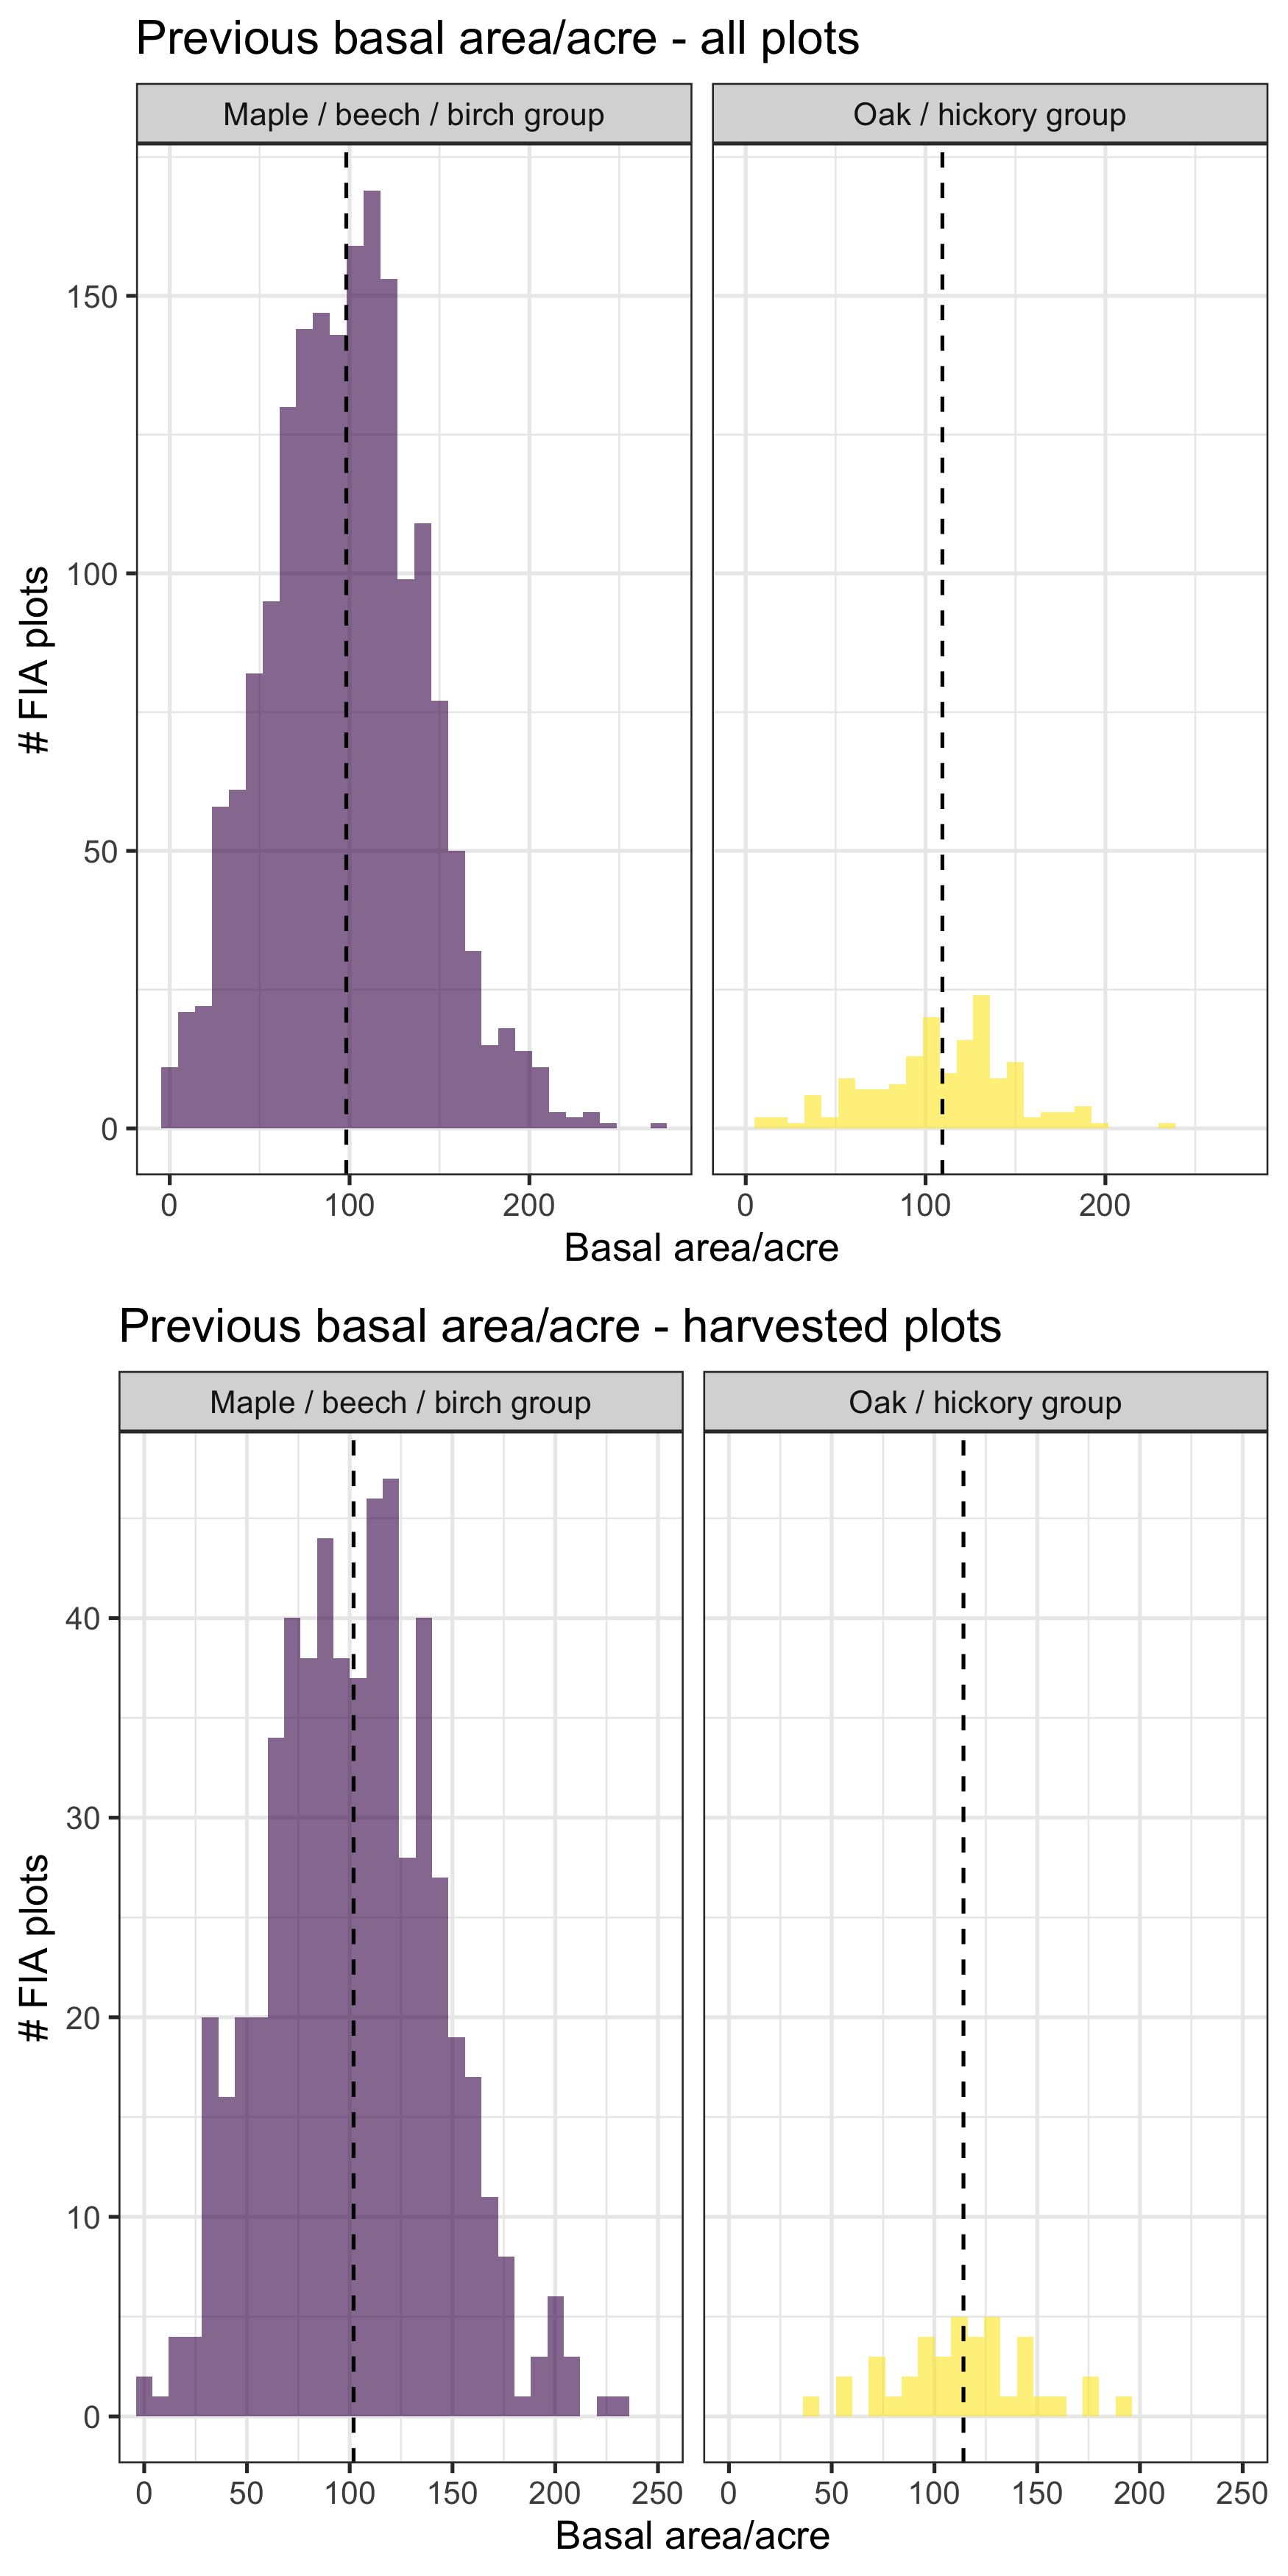 Previous basal area/acre - all plots
Maple / beech / birch group
Oak / hickory group
# FIA plots
150
100
50
0
0 100 200
0 100 200
Basal area/acre
Previous basal area/acre - harvested plots
Maple / beech / birch group
Oak / hickory group
# FIA plots
40
30
20
10
0
0 50 100 150 200 250
0 50 100 150 200 250
Basal area/acre